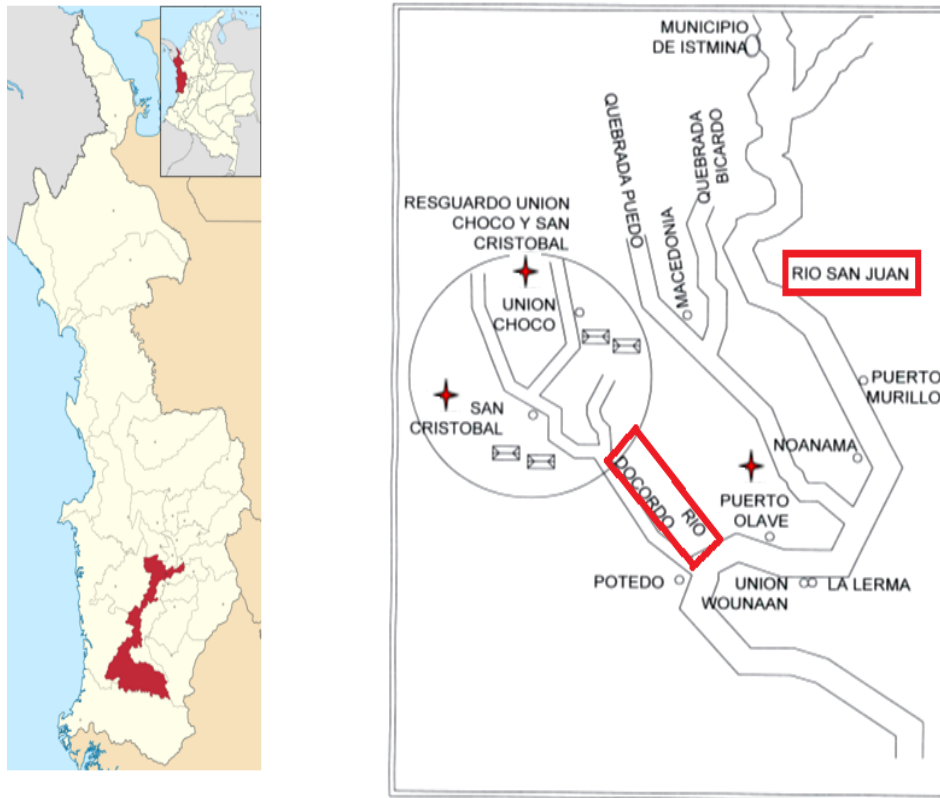 MUNICIPIO
DE ISTMINA
QUEBRADA PUEDO
QUEBRADA
BICARDO
RESGUARDO UNION
CHOCO Y SAN
CRISTOBAL
MACEDONIA
RIO SAN JUAN
UNION
CHOCO
PUERTO
MURILLO
SAN
CRISTOBAL
NOANAMA
RIO
DOCORDO
PUERTO
OLAVE
POTEDO
UNION
WOUNAAN
LA LERMA